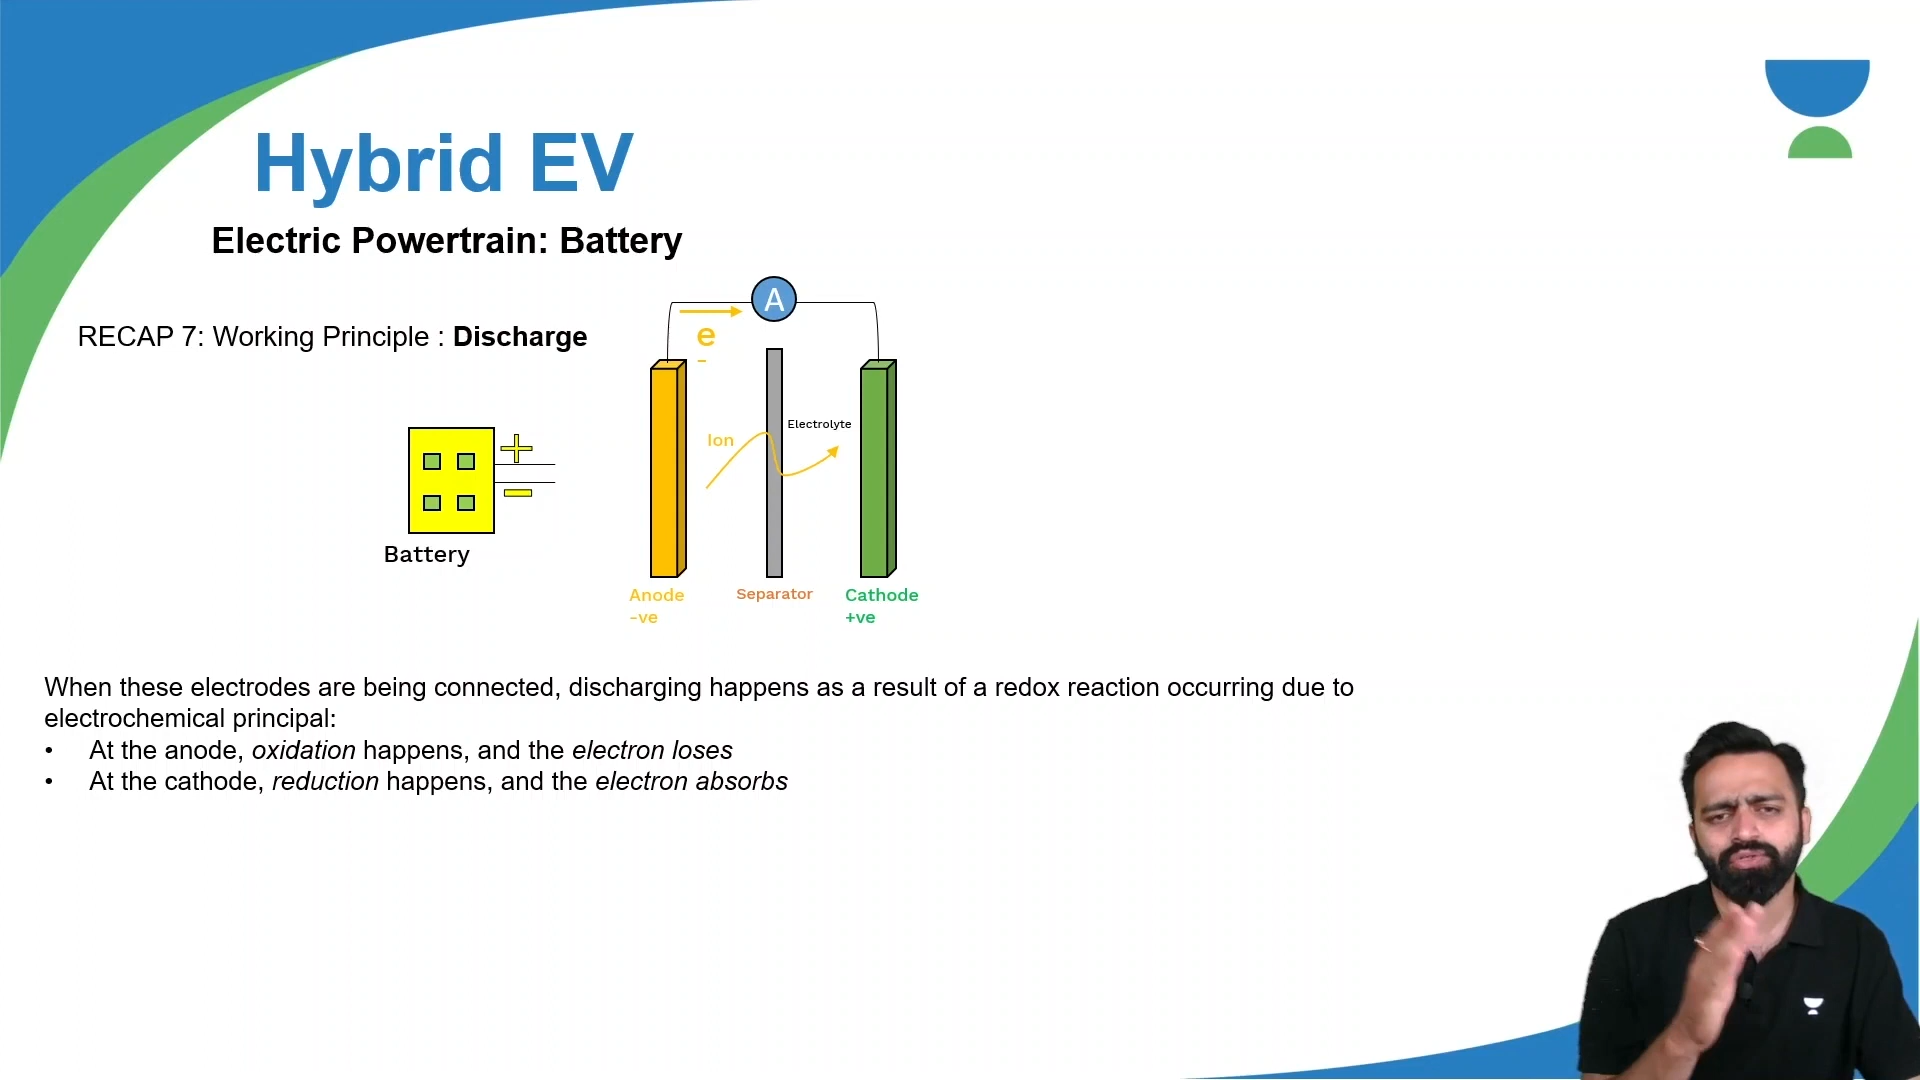 Hybrid EV
Electric Powertrain: Battery
RECAP 7: Working Principle : Discharge
A
e
-
Ion
Electrolyte
+
-
Battery
Anode
-ve
Separator
Cathode
+ve
When these electrodes are being connected, discharging happens as a result of a redox reaction occurring due to
electrochemical principal:
• At the anode, oxidation happens, and the electron loses
• At the cathode, reduction happens, and the electron absorbs